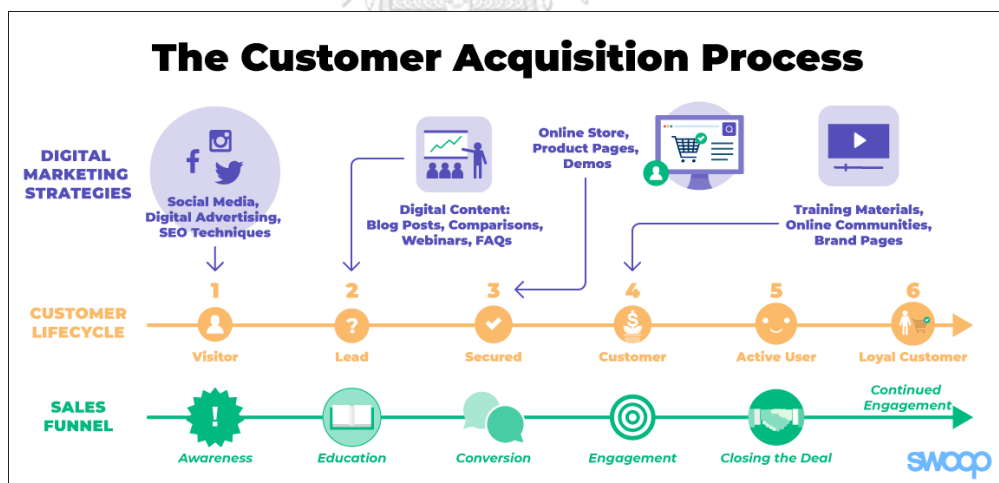 The Customer Acquisition Process
DIGITAL
MARKETING
STRATEGIES
Social Media,
Digital Advertising,
SEO Techniques
Digital Content:
Blog Posts, Comparisons,
Webinars, FAQs
Online Store,
Product Pages,
Demos
Training Materials,
Online Communities,
Brand Pages
CUSTOMER
LIFECYCLE
1
Visitor
2
Lead
3
Secured
4
Customer
5
Active User
6
Loyal Customer
SALES
FUNNEL
Awareness
Education
Conversion
Engagement
Closing the Deal
Continued
Engagement
swoop